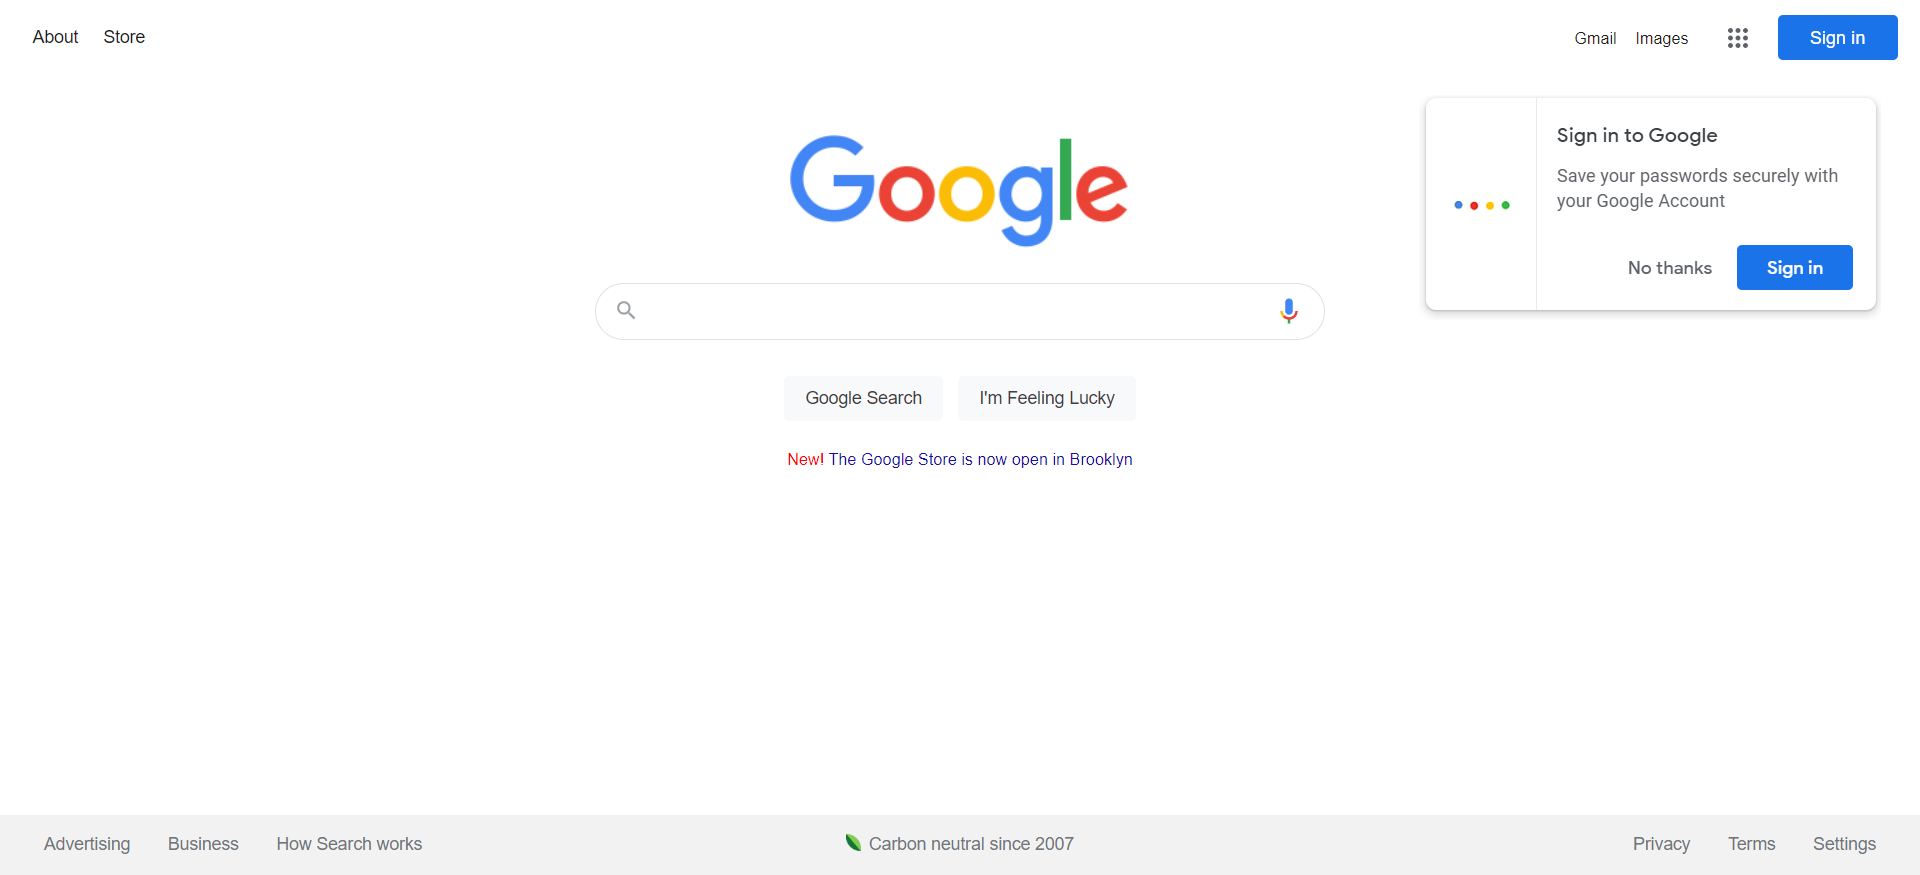 About Store
Gmail Images Sign in
Google
Sign in to Google
Save your passwords securely with
your Google Account
No thanks Sign in
Google Search I'm Feeling Lucky
New! The Google Store is now open in Brooklyn
Advertising Business How Search works
Carbon neutral since 2007
Privacy Terms Settings